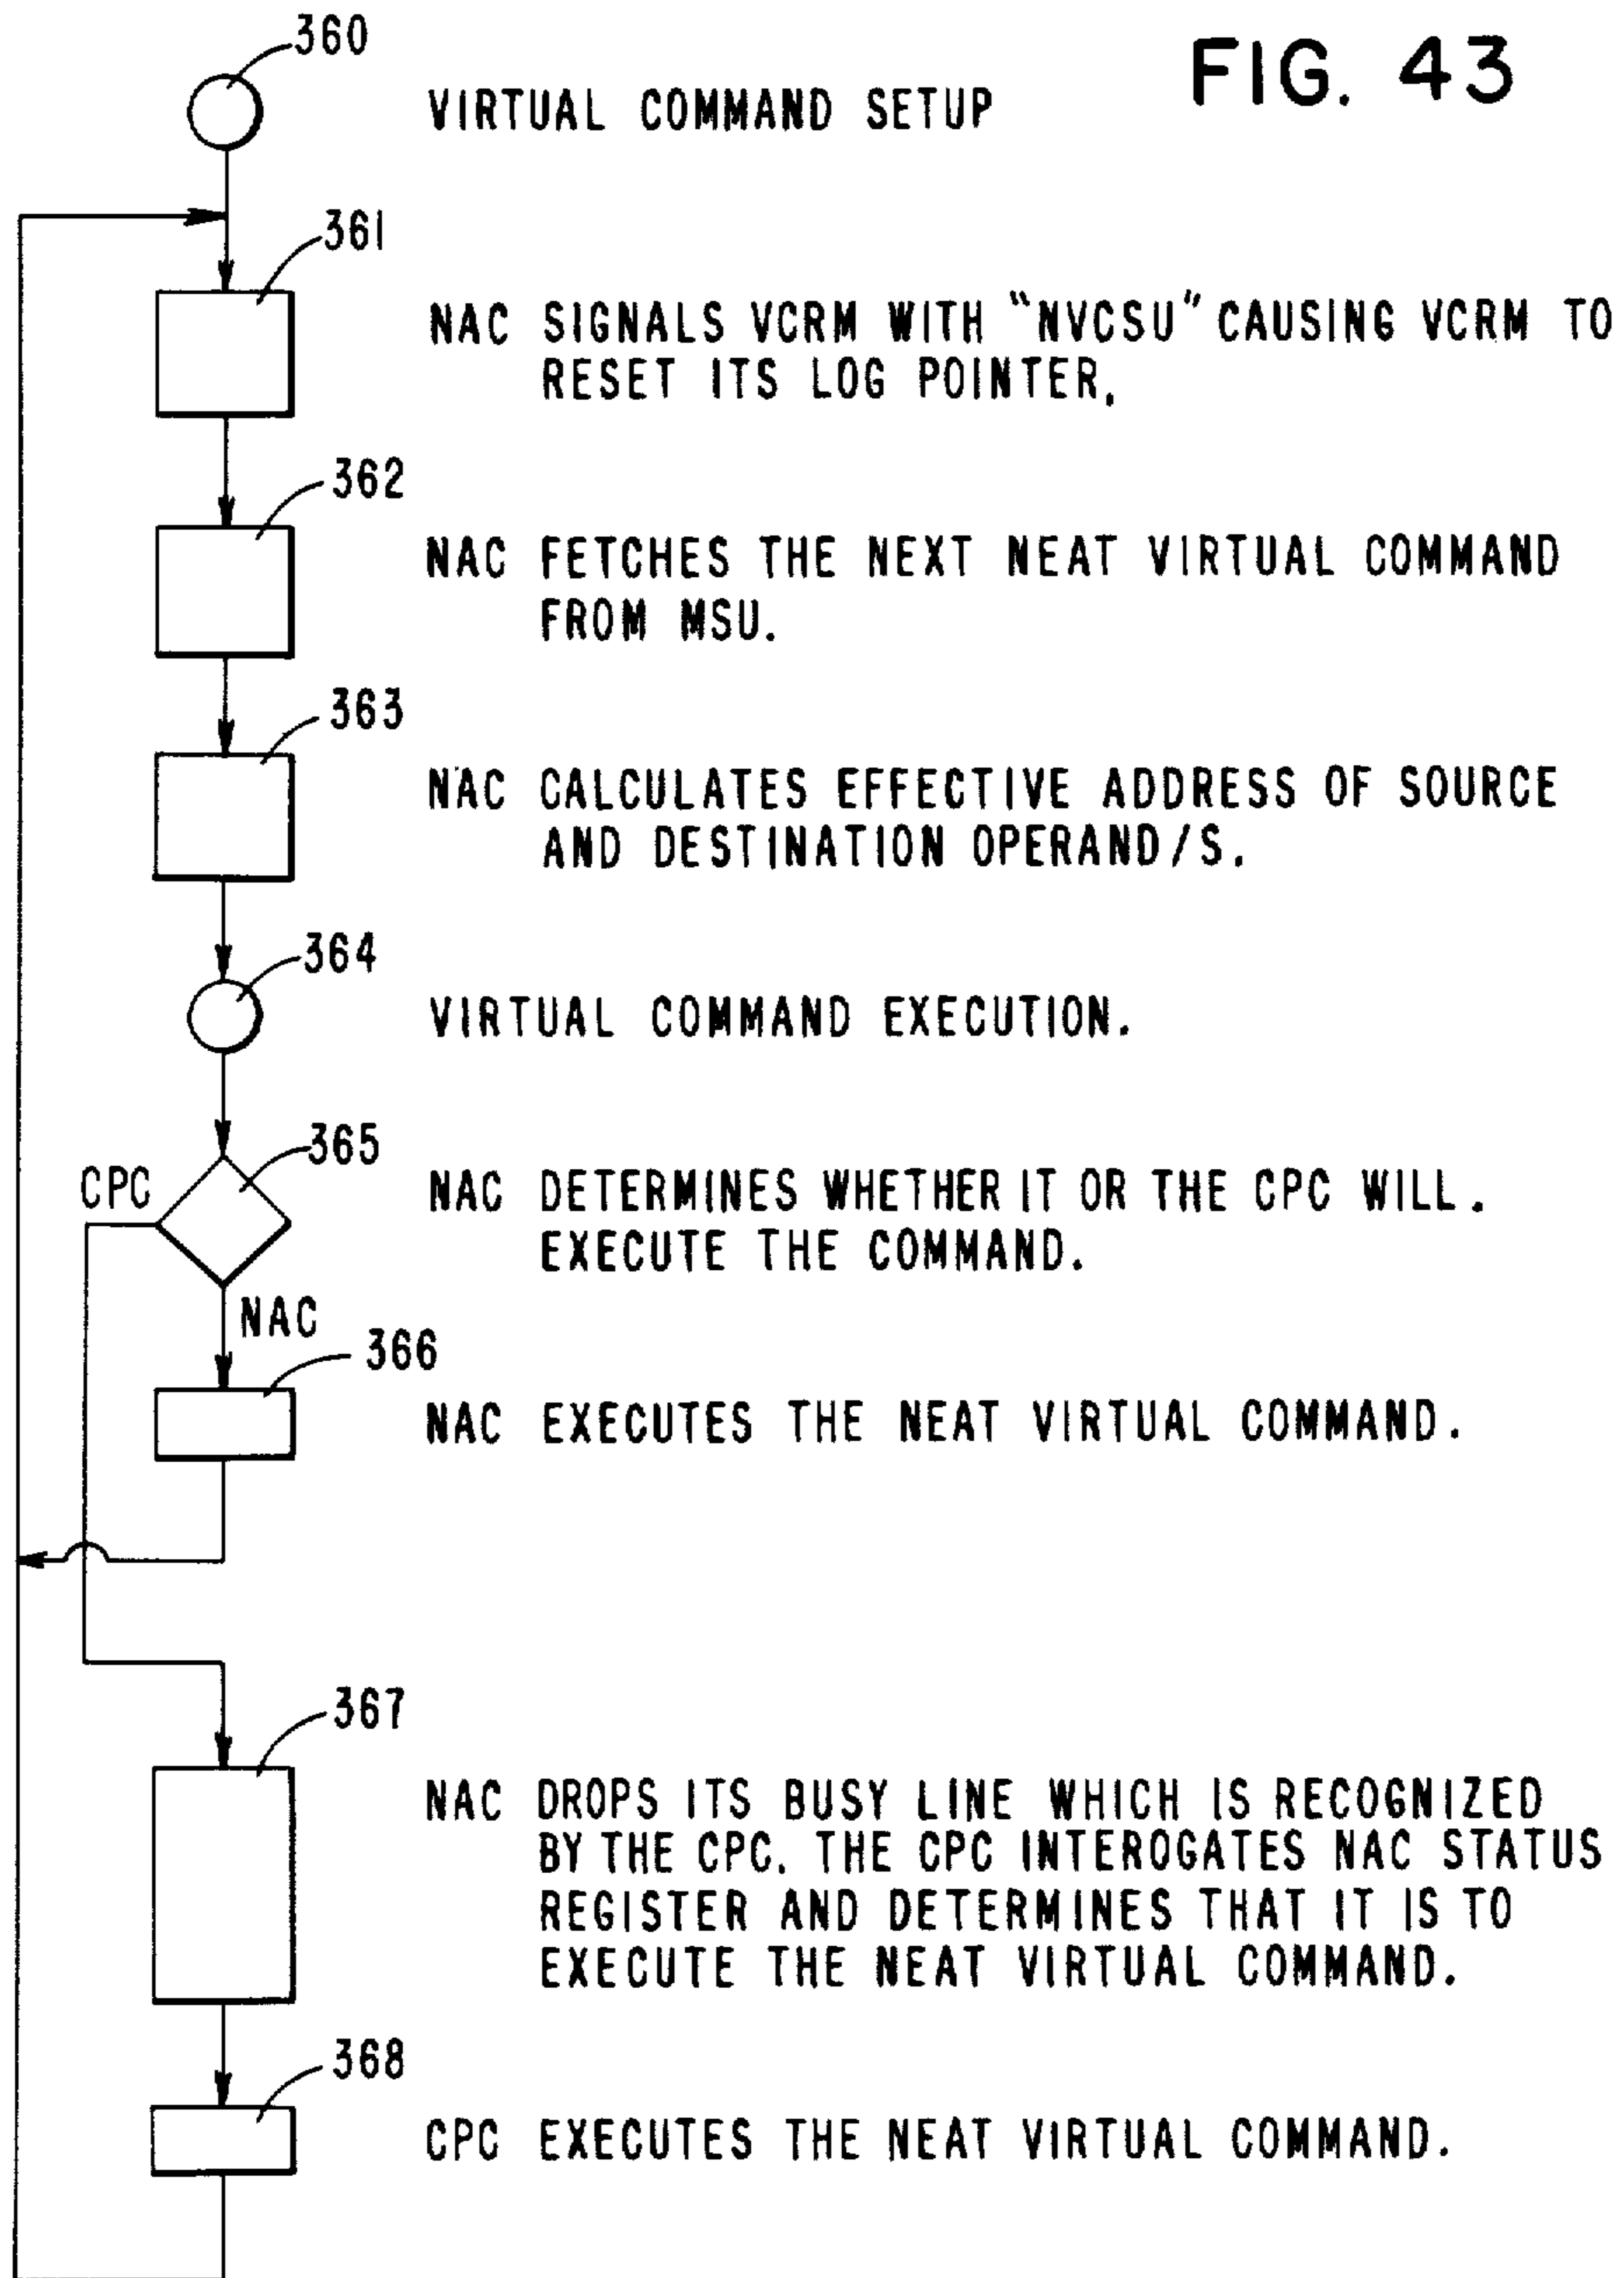 360
FIG. 43
VIRTUAL COMMAND SETUP
361
NAC SIGNALS VCRM WITH "NVCSU" CAUSING VCRM TO
RESET ITS LOG POINTER.
362
NAC FETCHES THE NEXT NEAT VIRTUAL COMMAND
FROM MSU.
363
NAC CALCULATES EFFECTIVE ADDRESS OF SOURCE
AND DESTINATION OPERAND/S.
364
VIRTUAL COMMAND EXECUTION.
365
CPC
NAC DETERMINES WHETHER IT OR THE CPC WILL.
EXECUTE THE COMMAND.
NAC
366
NAC EXECUTES THE NEAT VIRTUAL COMMAND.
367
NAC DROPS ITS BUSY LINE WHICH IS RECOGNIZED
BY THE CPC. THE CPC INTEROGATES NAC STATUS
REGISTER AND DETERMINES THAT IT IS TO
EXECUTE THE NEAT VIRTUAL COMMAND.
368
CPC EXECUTES THE NEAT VIRTUAL COMMAND.